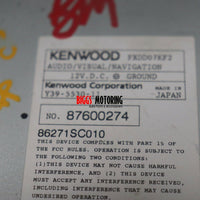 KENWOOD FXDD07KF2
AUDIO/VISUAL/NAVIGATION
12V.D.C. ⏚ GROUND
Kenwood Corporation
Y39-5530-11
MADE IN
JAPAN
BIGGS MOTORING
NO. 87600274
86271SC010
THIS DEVICE COMPLIES WITH PART 15 OF
THE FCC RULES. OPERATION IS SUBJECT TO
THE FOLLOWING TWO CONDITIONS:
(1)THIS DEVICE MAY NOT CAUSE HARMFUL
INTERFERENCE, AND
(2)THIS DEVICE MUST ACCEPT ANY
INTERFERENCE RECEIVED, INCLUDING
INTERFERENCE THAT MAY CAUSE UNDESIRED